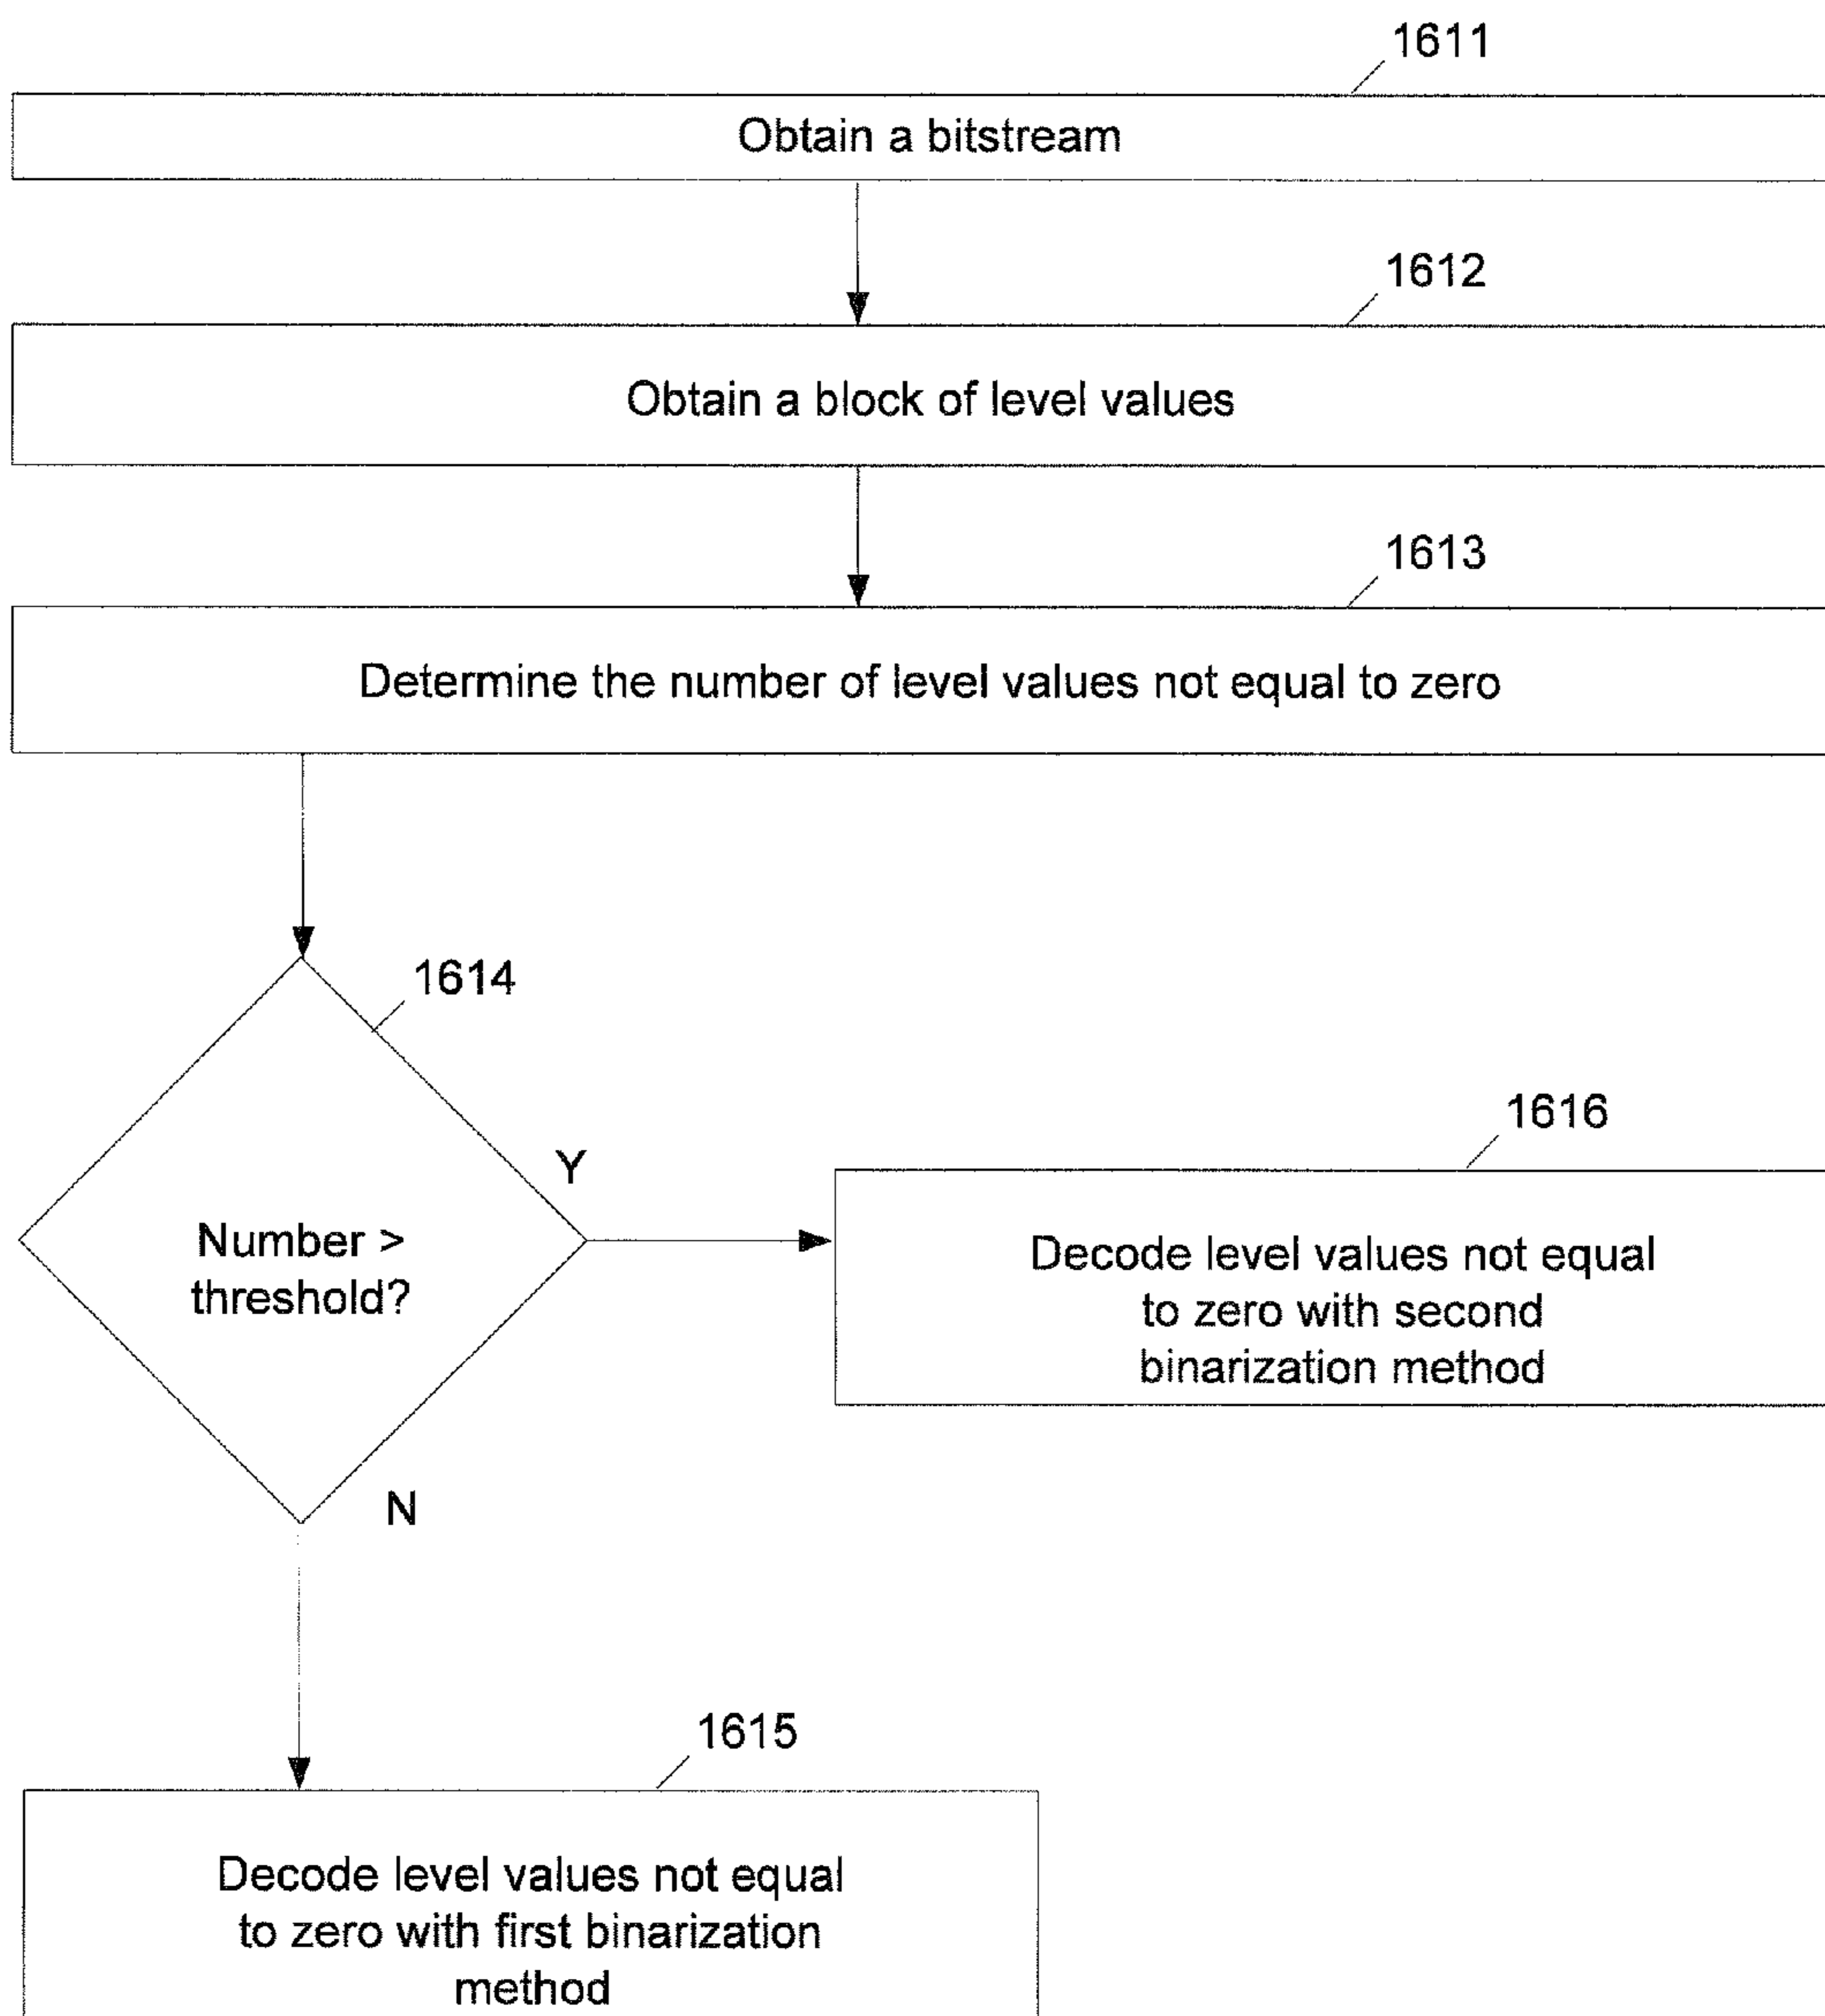 1611
Obtain a bitstream
1612
Obtain a block of level values
1613
Determine the number of level values not equal to zero
1614
Number >
threshold?
Y
1616
Decode level values not equal
to zero with second
binarization method
N
1615
Decode level values not equal
to zero with first binarization
method